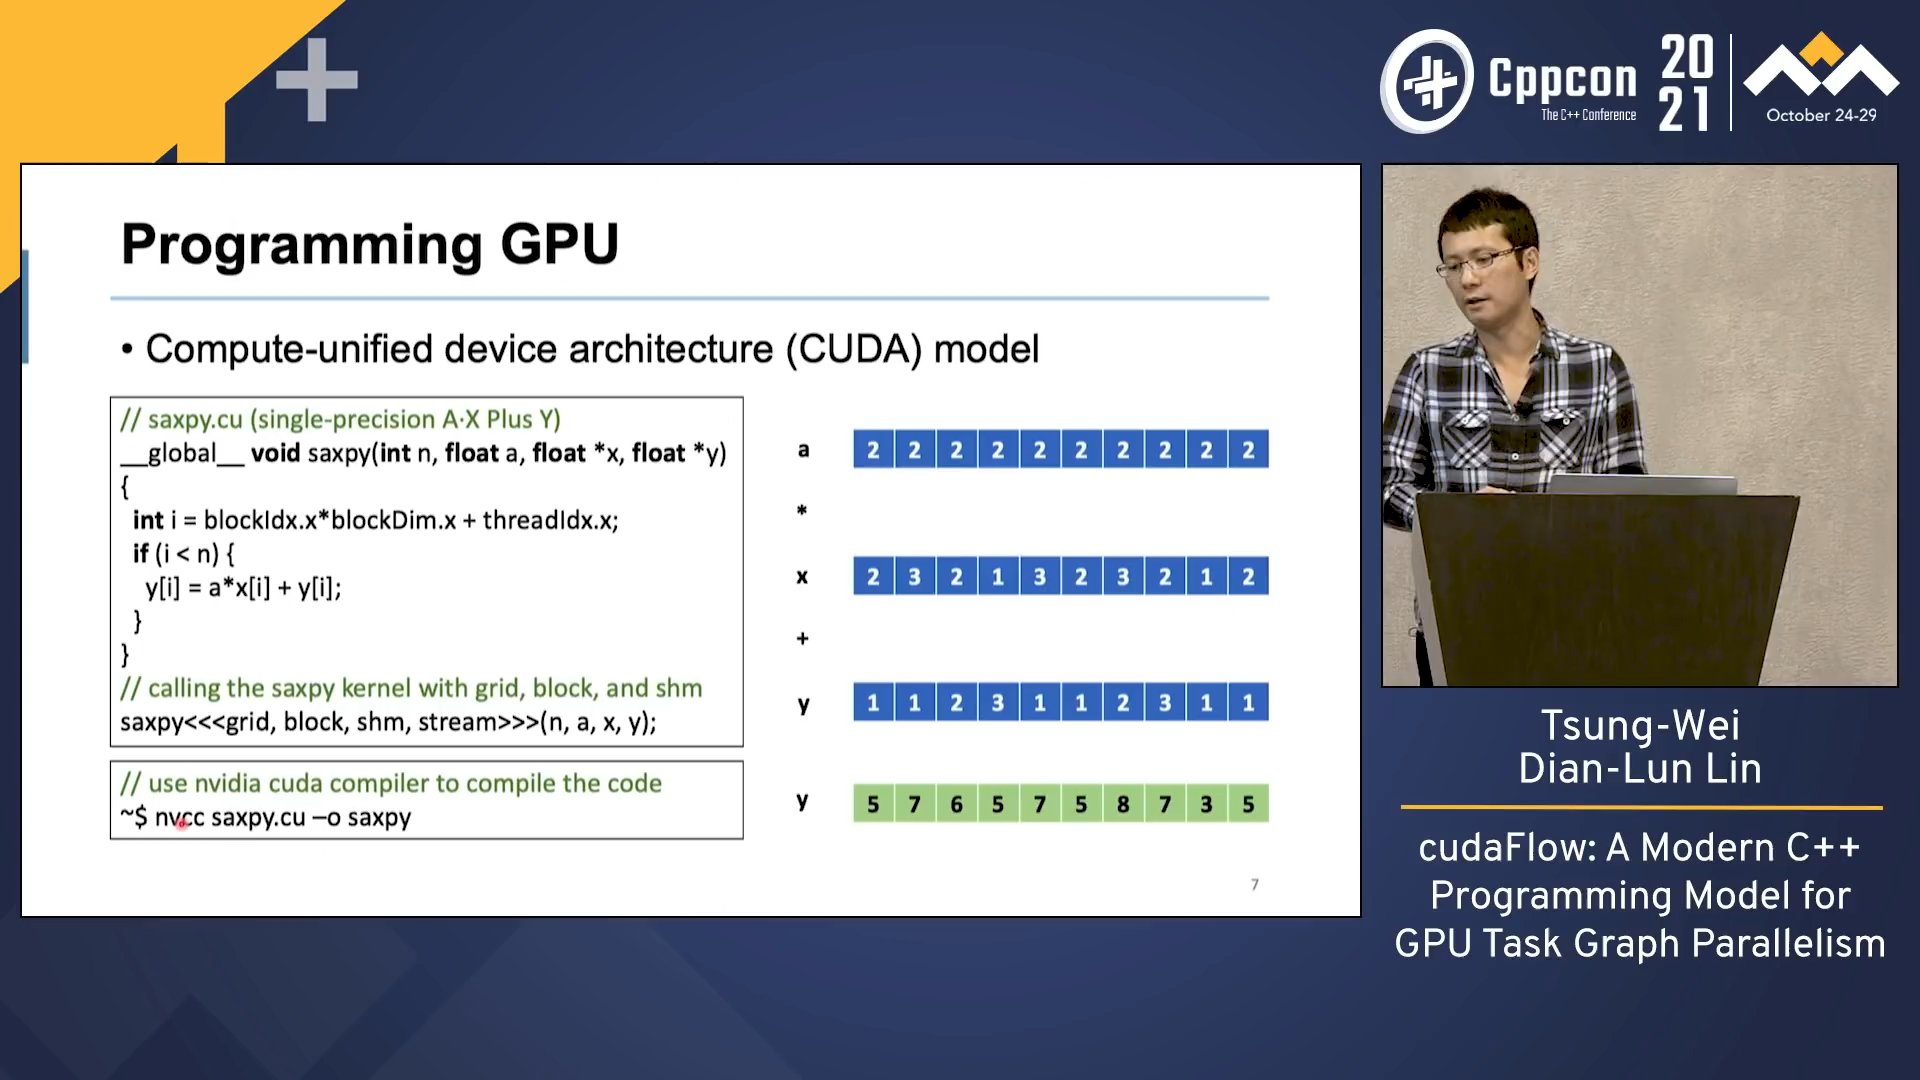 Cppcon
The C++ Conference
20
21
October 24-29
Programming GPU
• Compute-unified device architecture (CUDA) model
// saxpy.cu (single-precision A·X Plus Y)
__global__ void saxpy(int n, float a, float *x, float *y)
{
int i = blockIdx.x*blockDim.x + threadIdx.x;
if (i < n) {
y[i] = a*x[i] + y[i];
}
}
// calling the saxpy kernel with grid, block, and shm
saxpy<<<grid, block, shm, stream>>>(n, a, x, y);
// use nvidia cuda compiler to compile the code
~$ nvcc saxpy.cu –o saxpy
a 2 2 2 2 2 2 2 2 2 2
*
x 2 3 2 1 3 2 3 2 1 2
+
y 1 1 2 3 1 1 2 3 1 1
y 5 7 6 5 7 5 8 7 3 5
7
Tsung-Wei
Dian-Lun Lin
cudaFlow: A Modern C++
Programming Model for
GPU Task Graph Parallelism